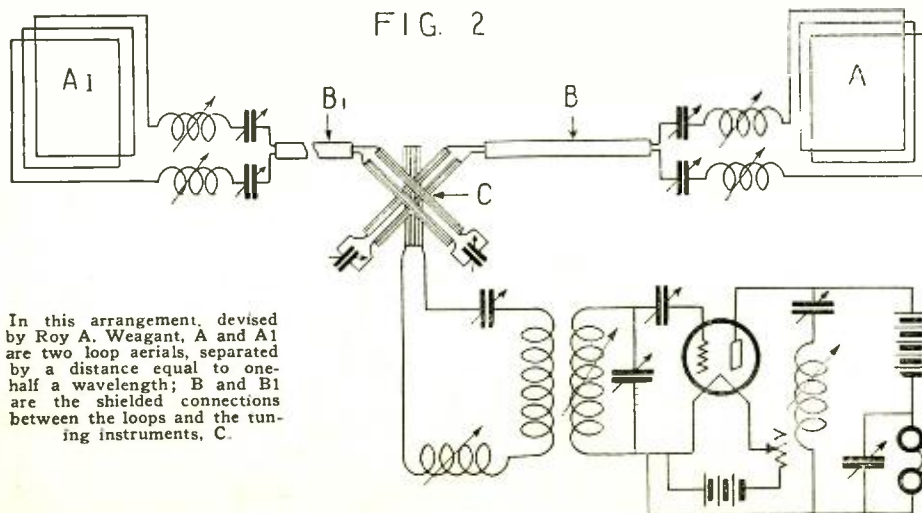 FIG. 2
A1
B1
B
A
C
In this arrangement, devised
by Roy A. Weagant, A and A1
are two loop aerials, separated
by a distance equal to one-
half a wavelength; B and B1
are the shielded connections
between the loops and the tun-
ing instruments, C.